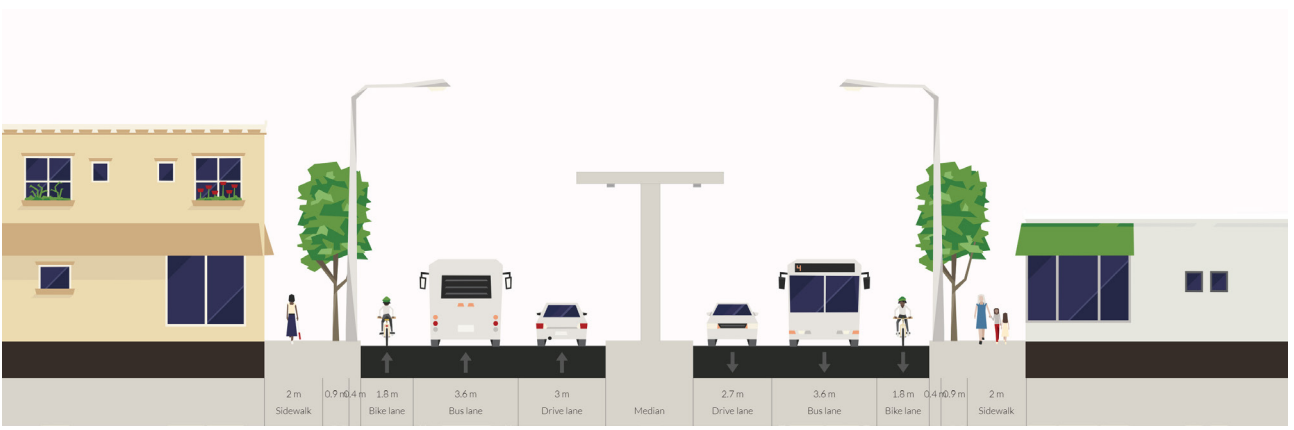 4
2 m
Sidewalk
0.9 m
0.4 m
1.8 m
Bike lane
3.6 m
Bus lane
3 m
Drive lane
Median
2.7 m
Drive lane
3.6 m
Bus lane
1.8 m
Bike lane
0.4 m
0.9 m
2 m
Sidewalk